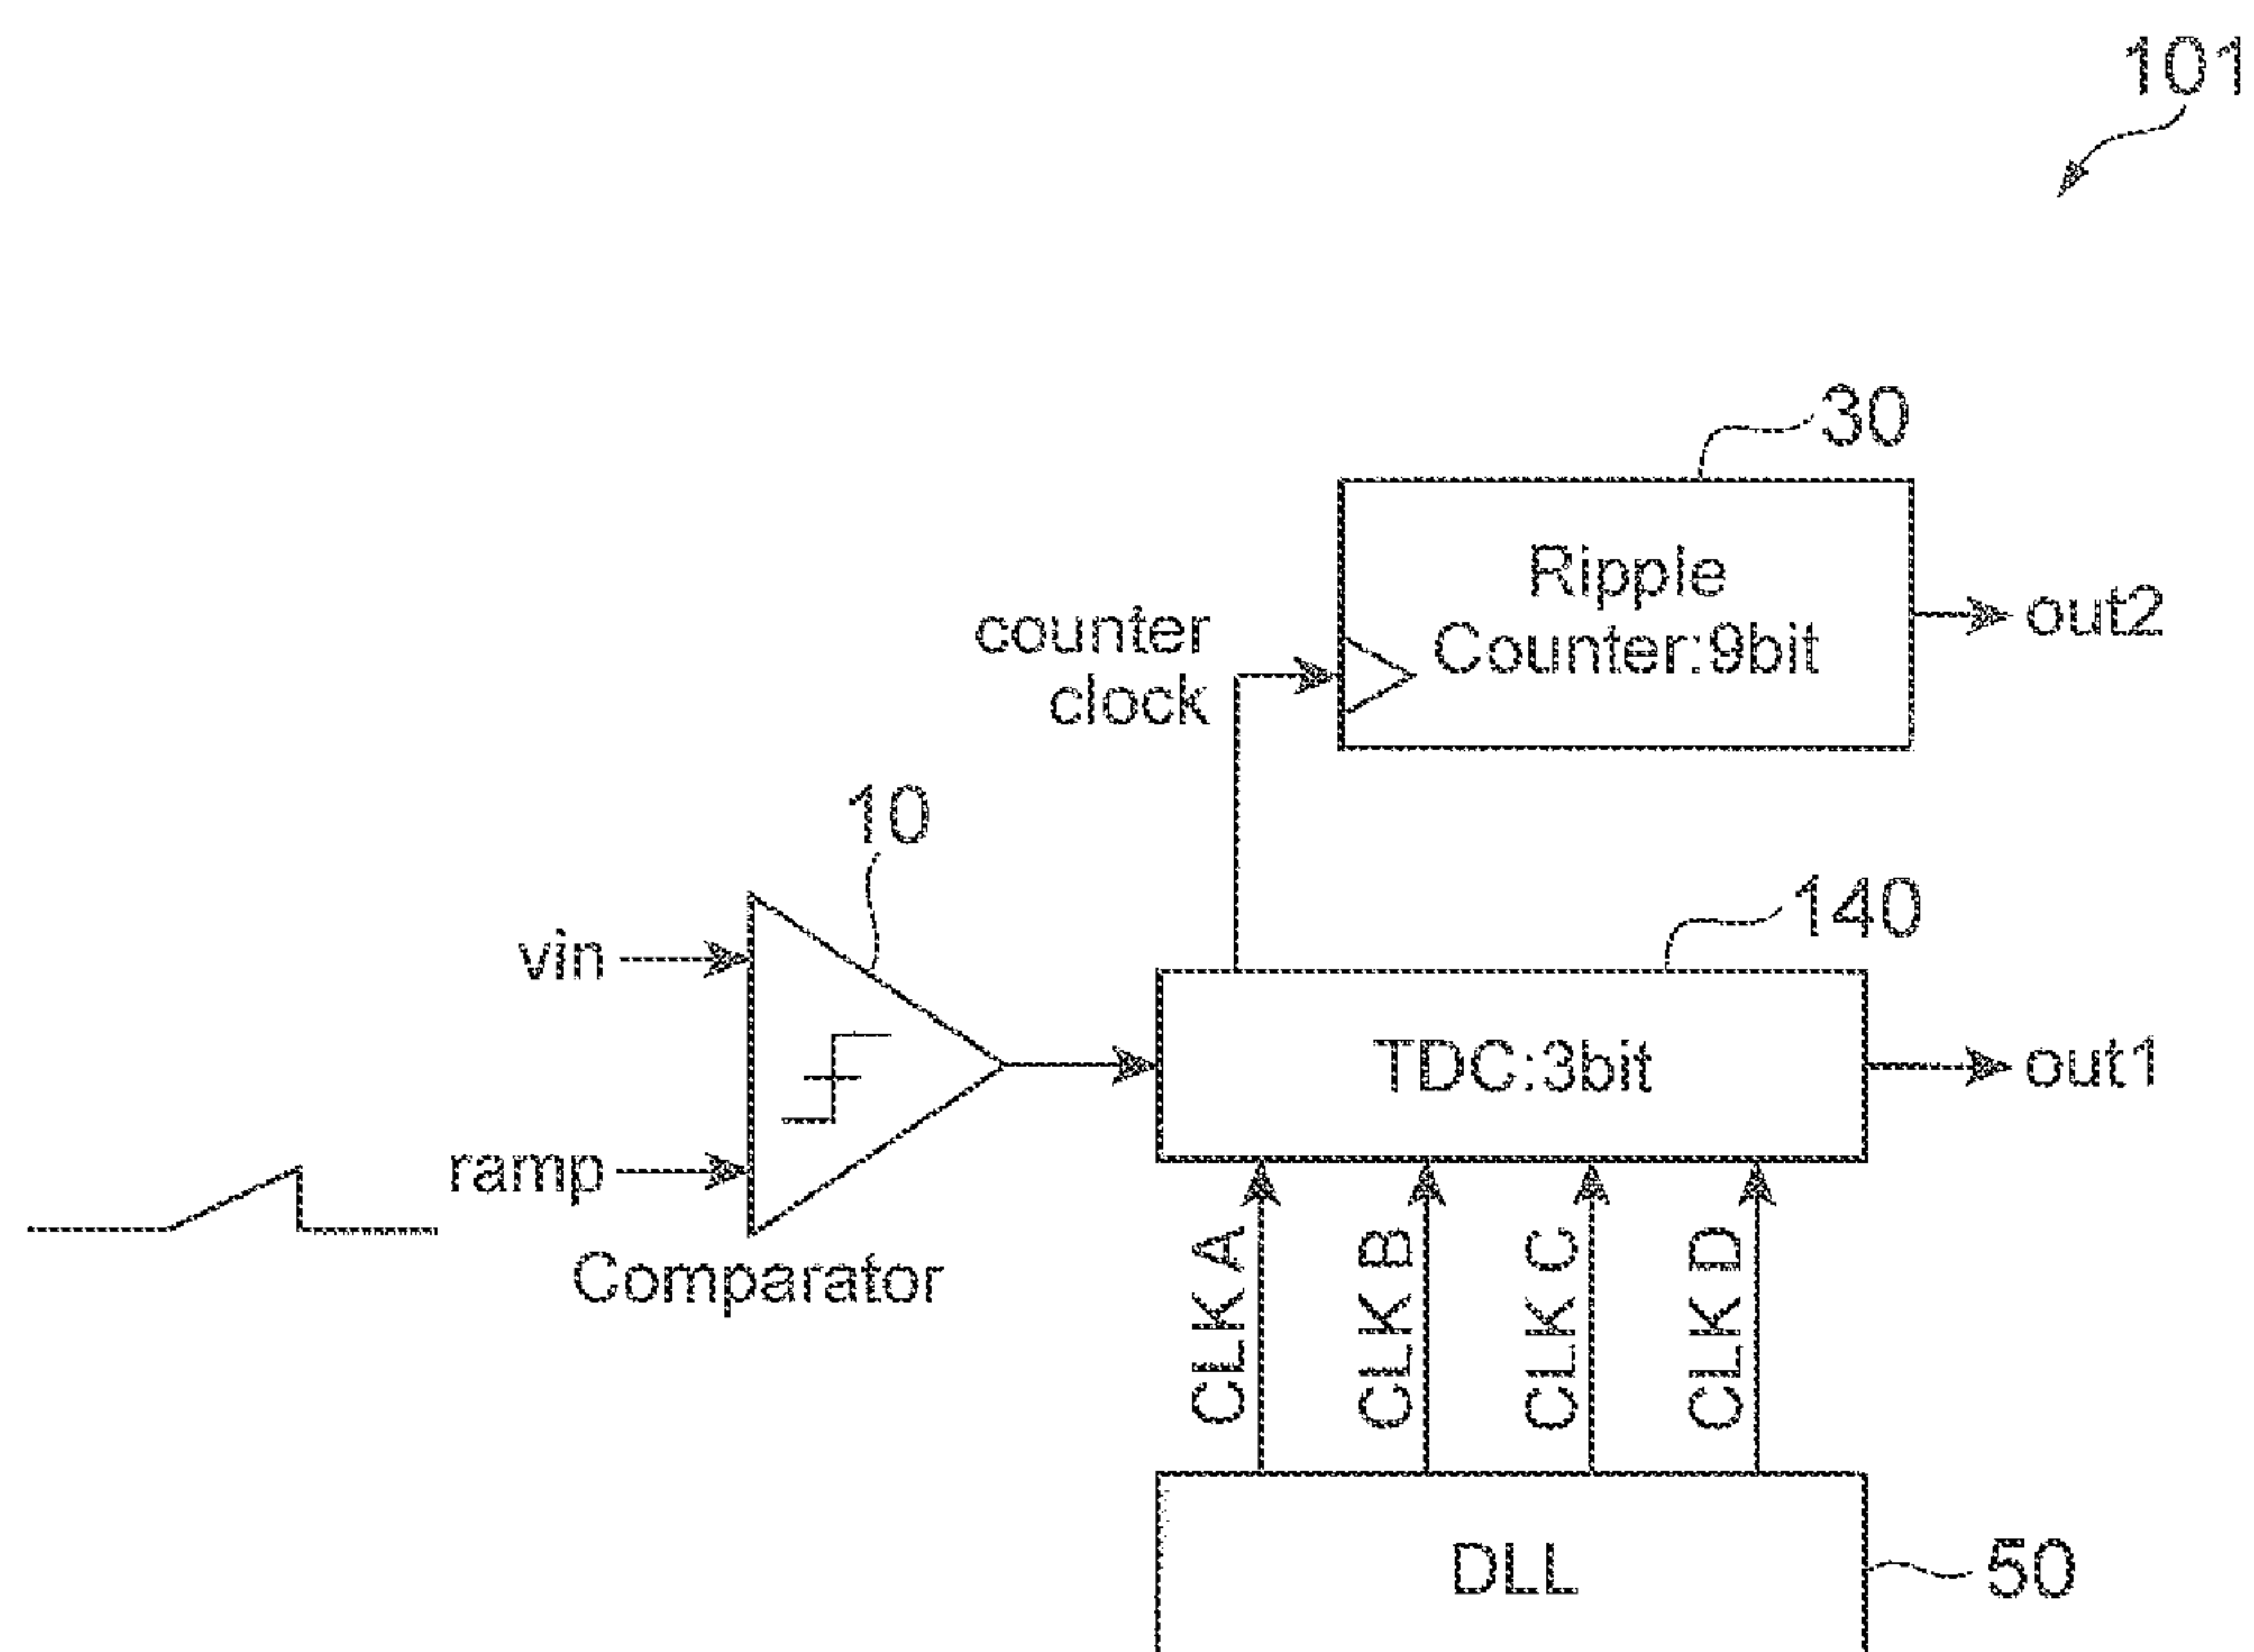 101
30
Ripple
Counter:9bit
out2
counter
clock
10
140
vin
TDC:3bit
out1
ramp
Comparator
CLK A
CLK B
CLK C
CLK D
DLL
50